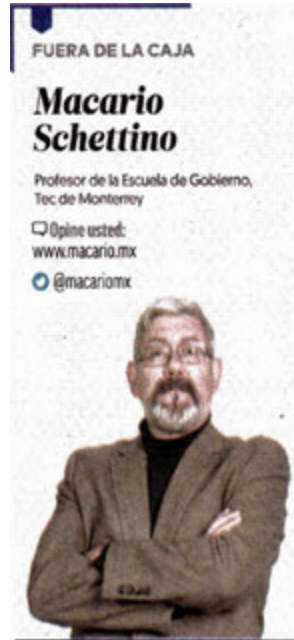 FUERA DE LA CAJA
Macario
Schettino
Profesor de la Escuela de Gobierno,
Tec de Monterrey
Opine usted:
www.macario.mx
@macariomx